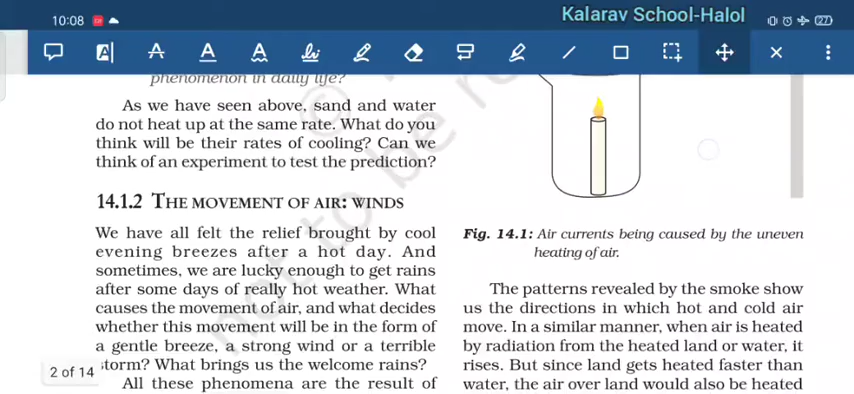 10:08
Kalarav School-Halol
27
phenomenon in daily life?
As we have seen above, sand and water
do not heat up at the same rate. What do you
think will be their rates of cooling? Can we
think of an experiment to test the prediction?
14.1.2 THE MOVEMENT OF AIR: WINDS
We have all felt the relief brought by cool
evening breezes after a hot day. And
sometimes, we are lucky enough to get rains
after some days of really hot weather. What
causes the movement of air, and what decides
whether this movement will be in the form of
a gentle breeze, a strong wind or a terrible
storm? What brings us the welcome rains?
All these phenomena are the result of
2 of 14
Fig. 14.1: Air currents being caused by the uneven
heating of air.
The patterns revealed by the smoke show
us the directions in which hot and cold air
move. In a similar manner, when air is heated
by radiation from the heated land or water, it
rises. But since land gets heated faster than
water, the air over land would also be heated
not to be re